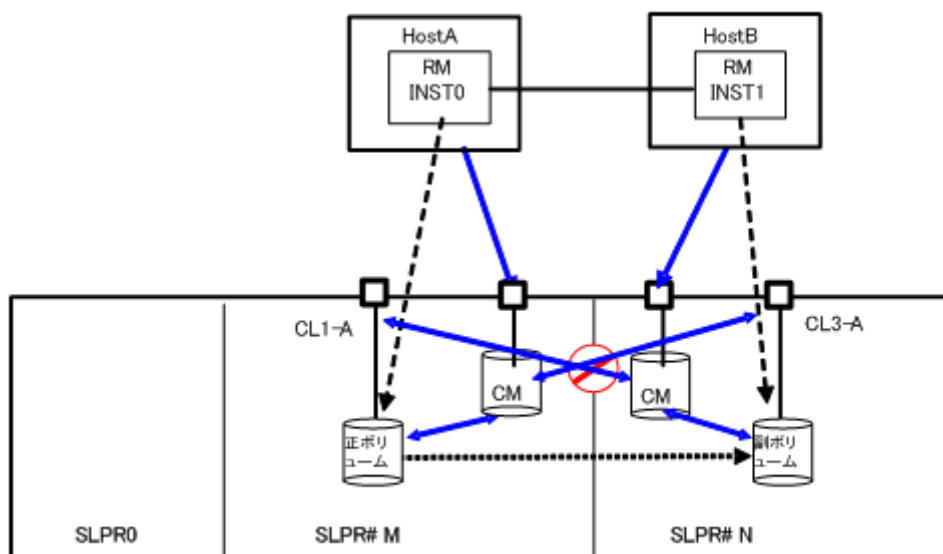 HostA
RM
INST0
HostB
RM
INST1
CL1-A
CL3-A
CM
CM
正ボリ
ューム
副ボリ
ューム
SLPR0
SLPR# M
SLPR# N